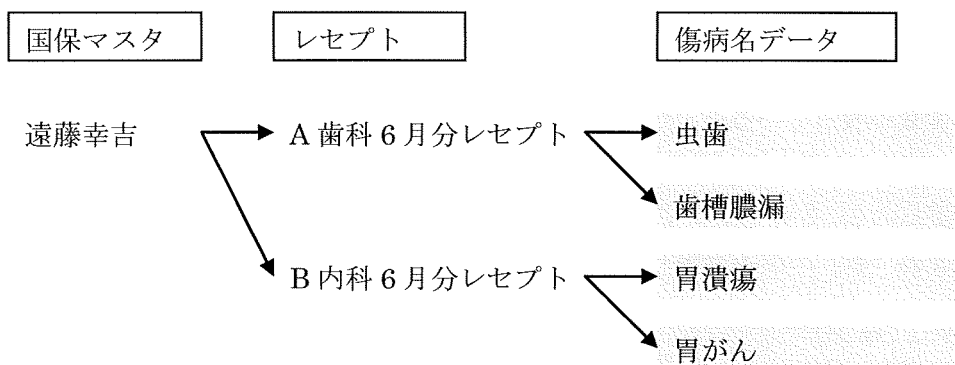 国保マスタ レセプト 傷病名データ
遠藤幸吉 A 歯科 6 月分レセプト 虫歯
歯槽膿漏
B 内科 6 月分レセプト 胃潰瘍
胃がん